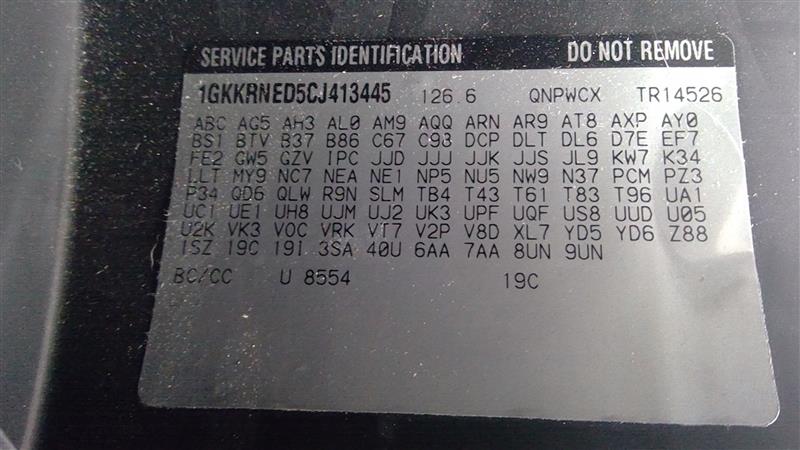 SERVICE PARTS IDENTIFICATION DO NOT REMOVE
1GKKRNED5CJ413445 126.6 QNPWCX TR14526
ABC AG5 AH3 AL0 AM9 AQQ ARN AR9 AT8 AXP AY0
BS1 BTV B37 B86 C67 C93 DCP DLT DL6 D7E EF7
FE2 GW5 GZV IPC JJD JJJ JJK JJS JL9 KW7 K34
LLT MY9 NC7 NEA NE1 NP5 NU5 NW9 N37 PCM PZ3
P34 QD6 QLW R9N SLM TB4 T43 T61 T83 T96 UA1
UC1 UE1 UH8 UJM UJ2 UK3 UPF UQF US8 UUD U05
U2K VK3 VOC VRK VT7 V2P V8D XL7 YD5 YD6 Z88
1SZ 19C 19I 3SA 40U 6AA 7AA 8UN 9UN
BC/CC U 8554 19C